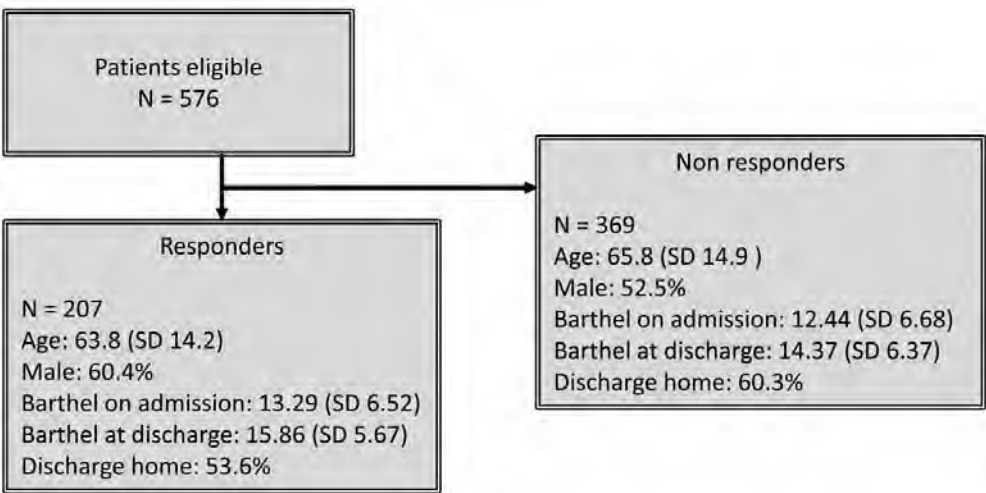 Patients eligible
N = 576
Non responders
N = 369
Age: 65.8 (SD 14.9 )
Male: 52.5%
Barthel on admission: 12.44 (SD 6.68)
Barthel at discharge: 14.37 (SD 6.37)
Discharge home: 60.3%
Responders
N = 207
Age: 63.8 (SD 14.2)
Male: 60.4%
Barthel on admission: 13.29 (SD 6.52)
Barthel at discharge: 15.86 (SD 5.67)
Discharge home: 53.6%